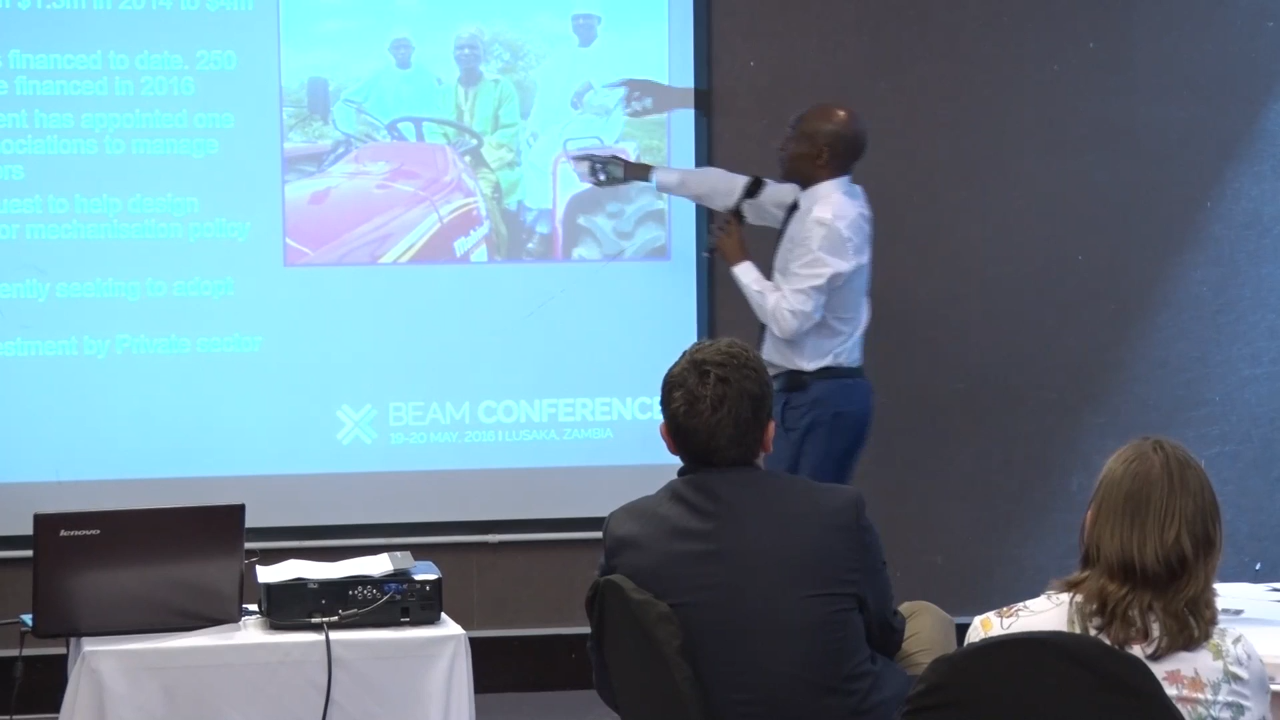 $1.5m in 2014 to $4m
financed to date. 250
financed in 2016
ent has appointed one
ociations to manage
ors
uest to help design
or mechanisation policy
ently seeking to adopt
estment by Private sector
BEAM CONFERENCE
19-20 MAY, 2016 | LUSAKA, ZAMBIA
lenovo